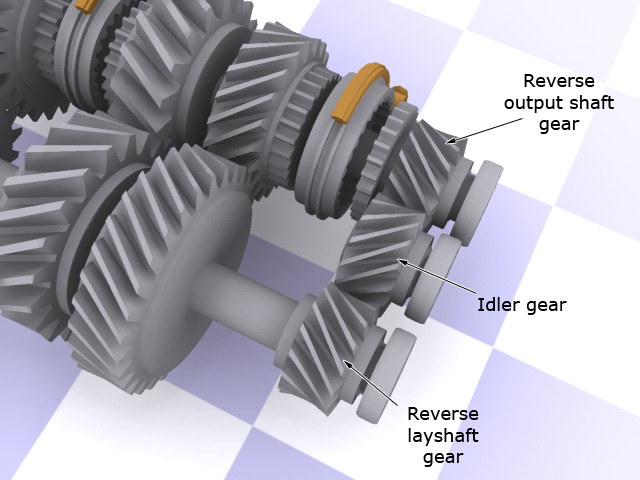 Reverse
output shaft
gear
Idler gear
Reverse
layshaft
gear